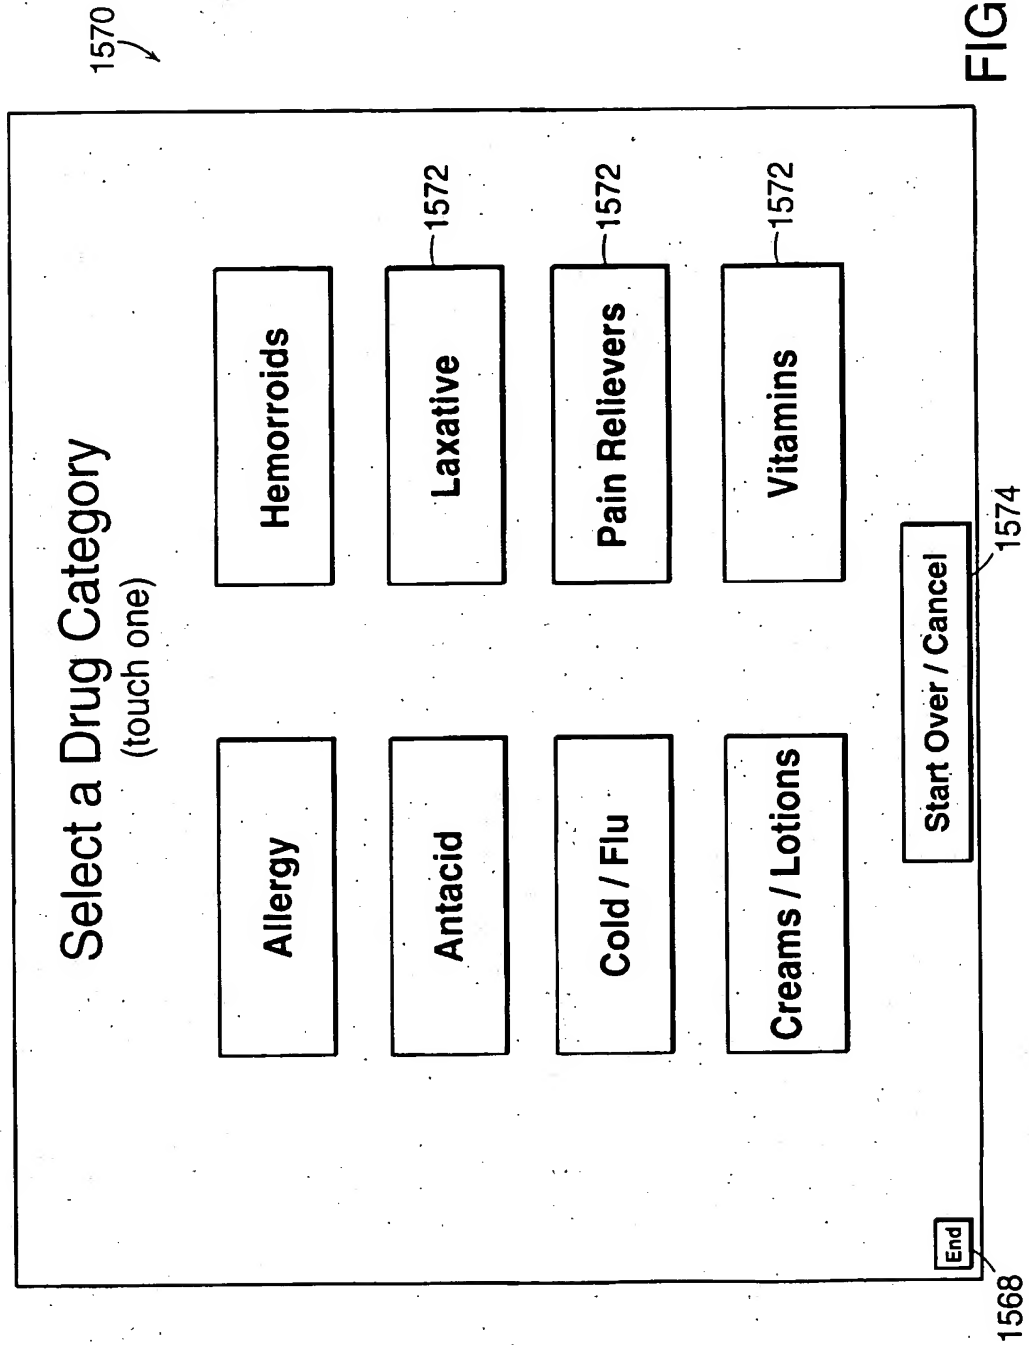 1570
Select a Drug Category
(touch one)
Allergy
Hemorroids
Antacid
Laxative
1572
Cold / Flu
Pain Relievers
1572
Creams / Lotions
Vitamins
1572
End
Start Over / Cancel
1568
1574
FIG